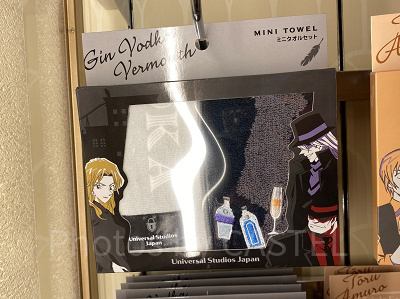 Gin Vodka
Vermouth
MINI TOWEL
ミニタオルセット
Universal Studios
Japan
Universal Studios Japan
Toru
Amuro